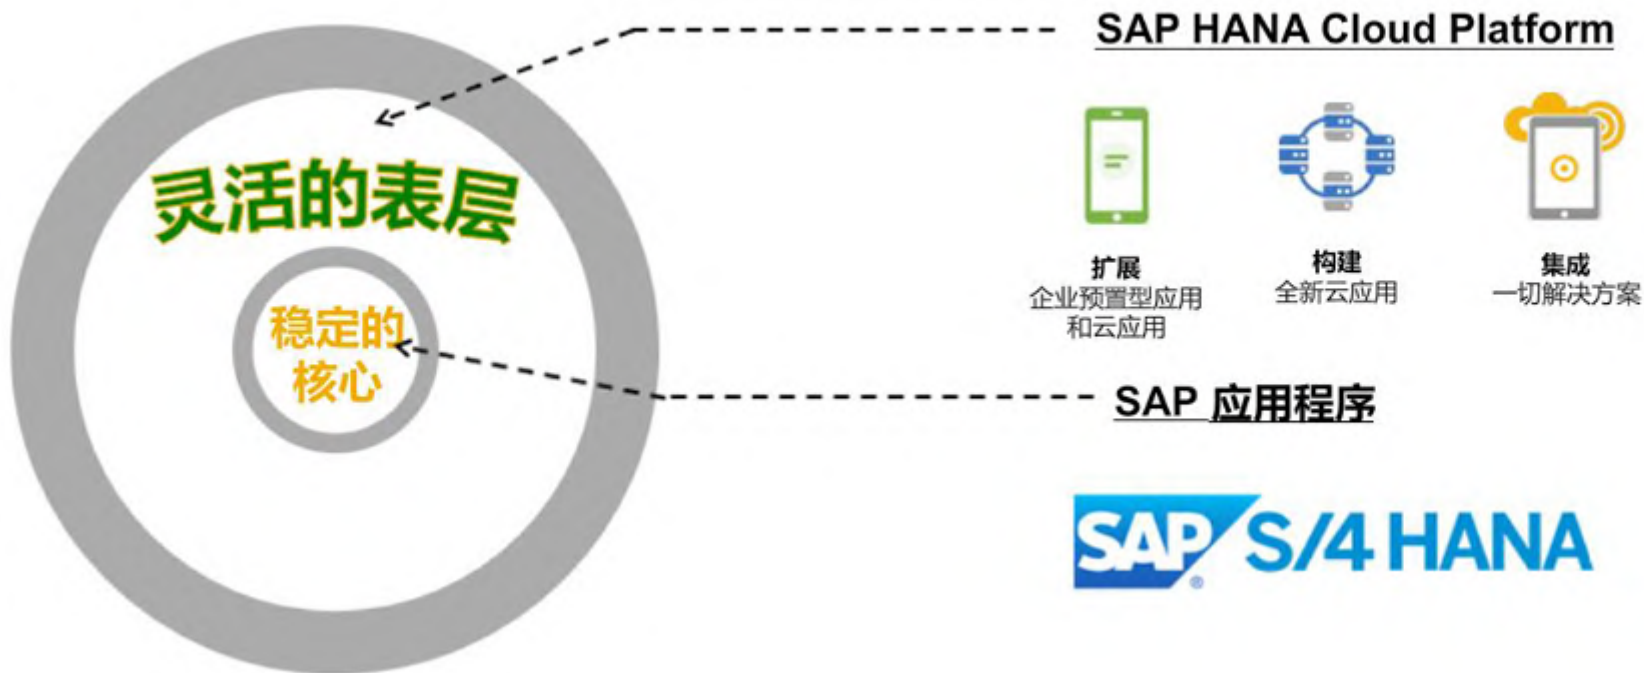 灵活的表层
稳定的
核心
SAP HANA Cloud Platform
扩展
企业预置型应用
和云应用
构建
全新云应用
集成
一切解决方案
SAP 应用程序
SAP® S/4 HANA